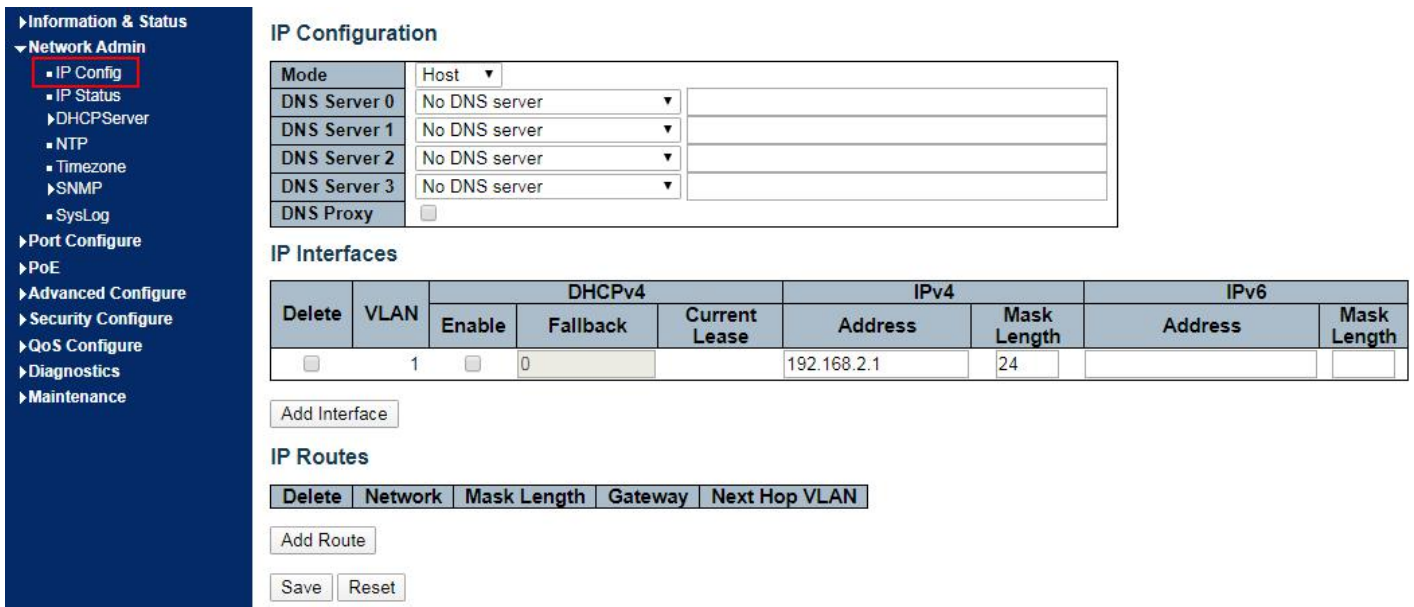 Information & Status
Network Admin
IP Config
IP Status
DHCPServer
NTP
Timezone
SNMP
SysLog
Port Configure
PoE
Advanced Configure
Security Configure
QoS Configure
Diagnostics
Maintenance
IP Configuration
Mode Host
DNS Server 0 No DNS server
DNS Server 1 No DNS server
DNS Server 2 No DNS server
DNS Server 3 No DNS server
DNS Proxy
IP Interfaces
Delete VLAN DHCPv4 IPv4 IPv6
Enable Fallback Current Lease Address Mask Length Address Mask Length
1 0 192.168.2.1 24
Add Interface
IP Routes
Delete Network Mask Length Gateway Next Hop VLAN
Add Route
Save Reset